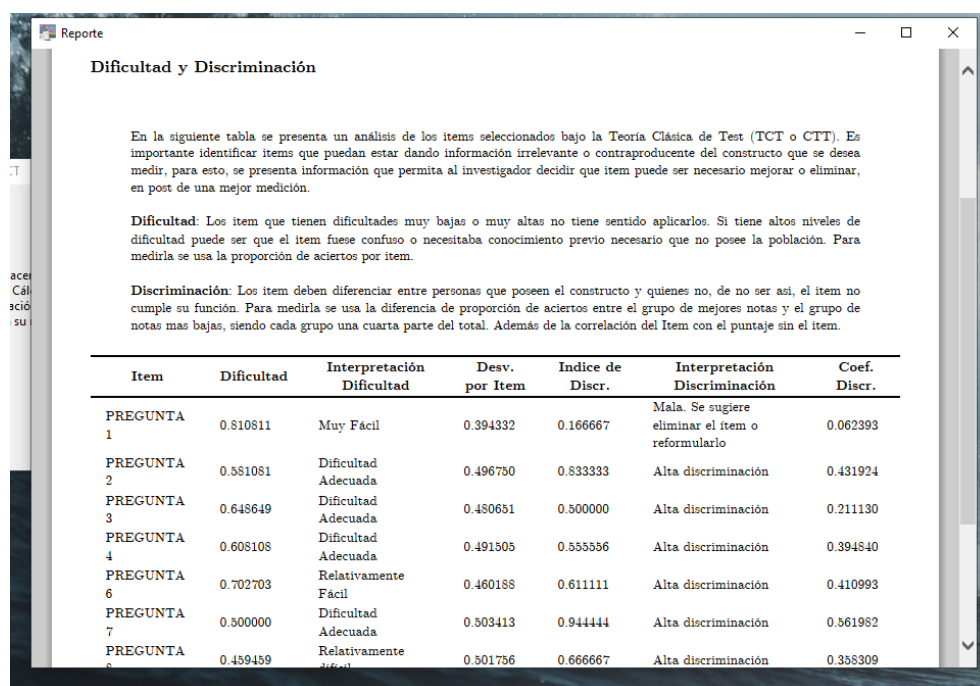 Reporte
Dificultad y Discriminación
En la siguiente tabla se presenta un análisis de los items seleccionados bajo la Teoría Clásica de Test (TCT o CTT). Es
importante identificar items que puedan estar dando información irrelevante o contraproducente del constructo que se desea
medir, para esto, se presenta información que permita al investigador decidir que item puede ser necesario mejorar o eliminar,
en post de una mejor medición.
Dificultad: Los item que tienen dificultades muy bajas o muy altas no tiene sentido aplicarlos. Si tiene altos niveles de
dificultad puede ser que el item fuese confuso o necesitaba conocimiento previo necesario que no posee la población. Para
medirla se usa la proporción de aciertos por item.
Discriminación: Los item deben diferenciar entre personas que poseen el constructo y quienes no, de no ser asi, el item no
cumple su función. Para medirla se usa la diferencia de proporción de aciertos entre el grupo de mejores notas y el grupo de
notas mas bajas, siendo cada grupo una cuarta parte del total. Además de la correlación del Item con el puntaje sin el item.
Item Dificultad Interpretación Dificultad Desv. por Item Indice de Discr. Interpretación Discriminación Coef. Discr.
PREGUNTA 1 0.810811 Muy Fácil 0.394332 0.166667 Mala. Se sugiere eliminar el ítem o reformularlo 0.062393
PREGUNTA 2 0.581081 Dificultad Adecuada 0.496750 0.833333 Alta discriminación 0.431924
PREGUNTA 3 0.648649 Dificultad Adecuada 0.480651 0.500000 Alta discriminación 0.211130
PREGUNTA 4 0.608108 Dificultad Adecuada 0.491505 0.555556 Alta discriminación 0.394840
PREGUNTA 6 0.702703 Relativamente Fácil 0.460188 0.611111 Alta discriminación 0.410993
PREGUNTA 7 0.500000 Dificultad Adecuada 0.503413 0.944444 Alta discriminación 0.561982
PREGUNTA 0.459459 Relativamente 0.501756 0.666667 Alta discriminación 0.358309